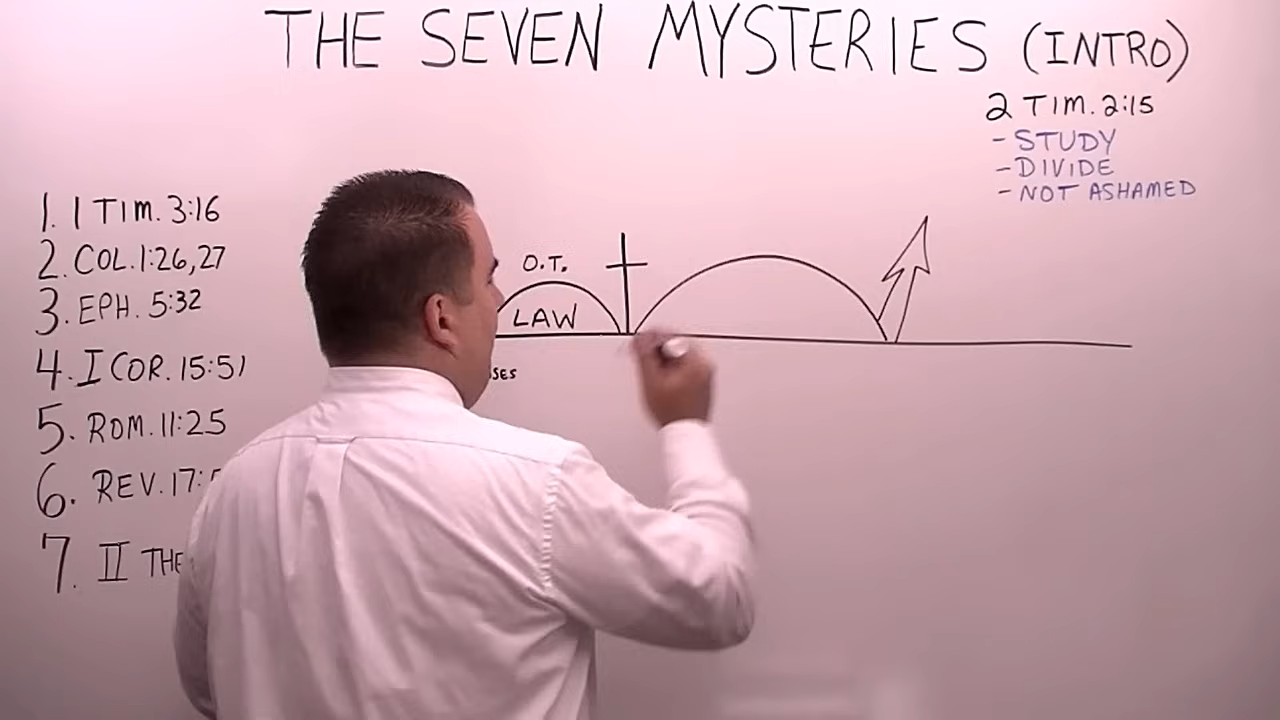 THE SEVEN MYSTERIES (INTRO)
2 TIM. 2:15
- STUDY
- DIVIDE
- NOT ASHAMED
1. 1 TIM. 3:16
2. COL. 1:26,27
3. EPH. 5:32
4. I COR. 15:51
5. ROM. 11:25
6. REV. 17:
7. II THE
O.T.
LAW
SES